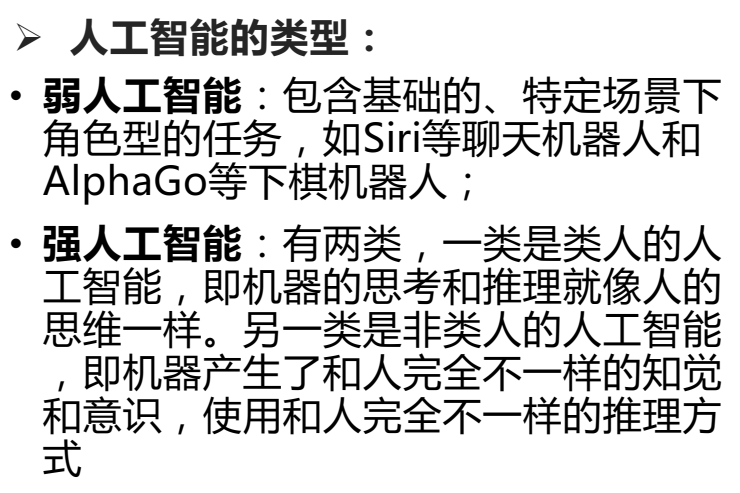 ➢ 人工智能的类型：
• 弱人工智能：包含基础的、特定场景下
角色型的任务，如Siri等聊天机器人和
AlphaGo等下棋机器人；
• 强人工智能：有两类，一类是类人的人
工智能，即机器的思考和推理就像人的
思维一样。另一类是非类人的人工智能
，即机器产生了和人完全不一样的知觉
和意识，使用和人完全不一样的推理方
式